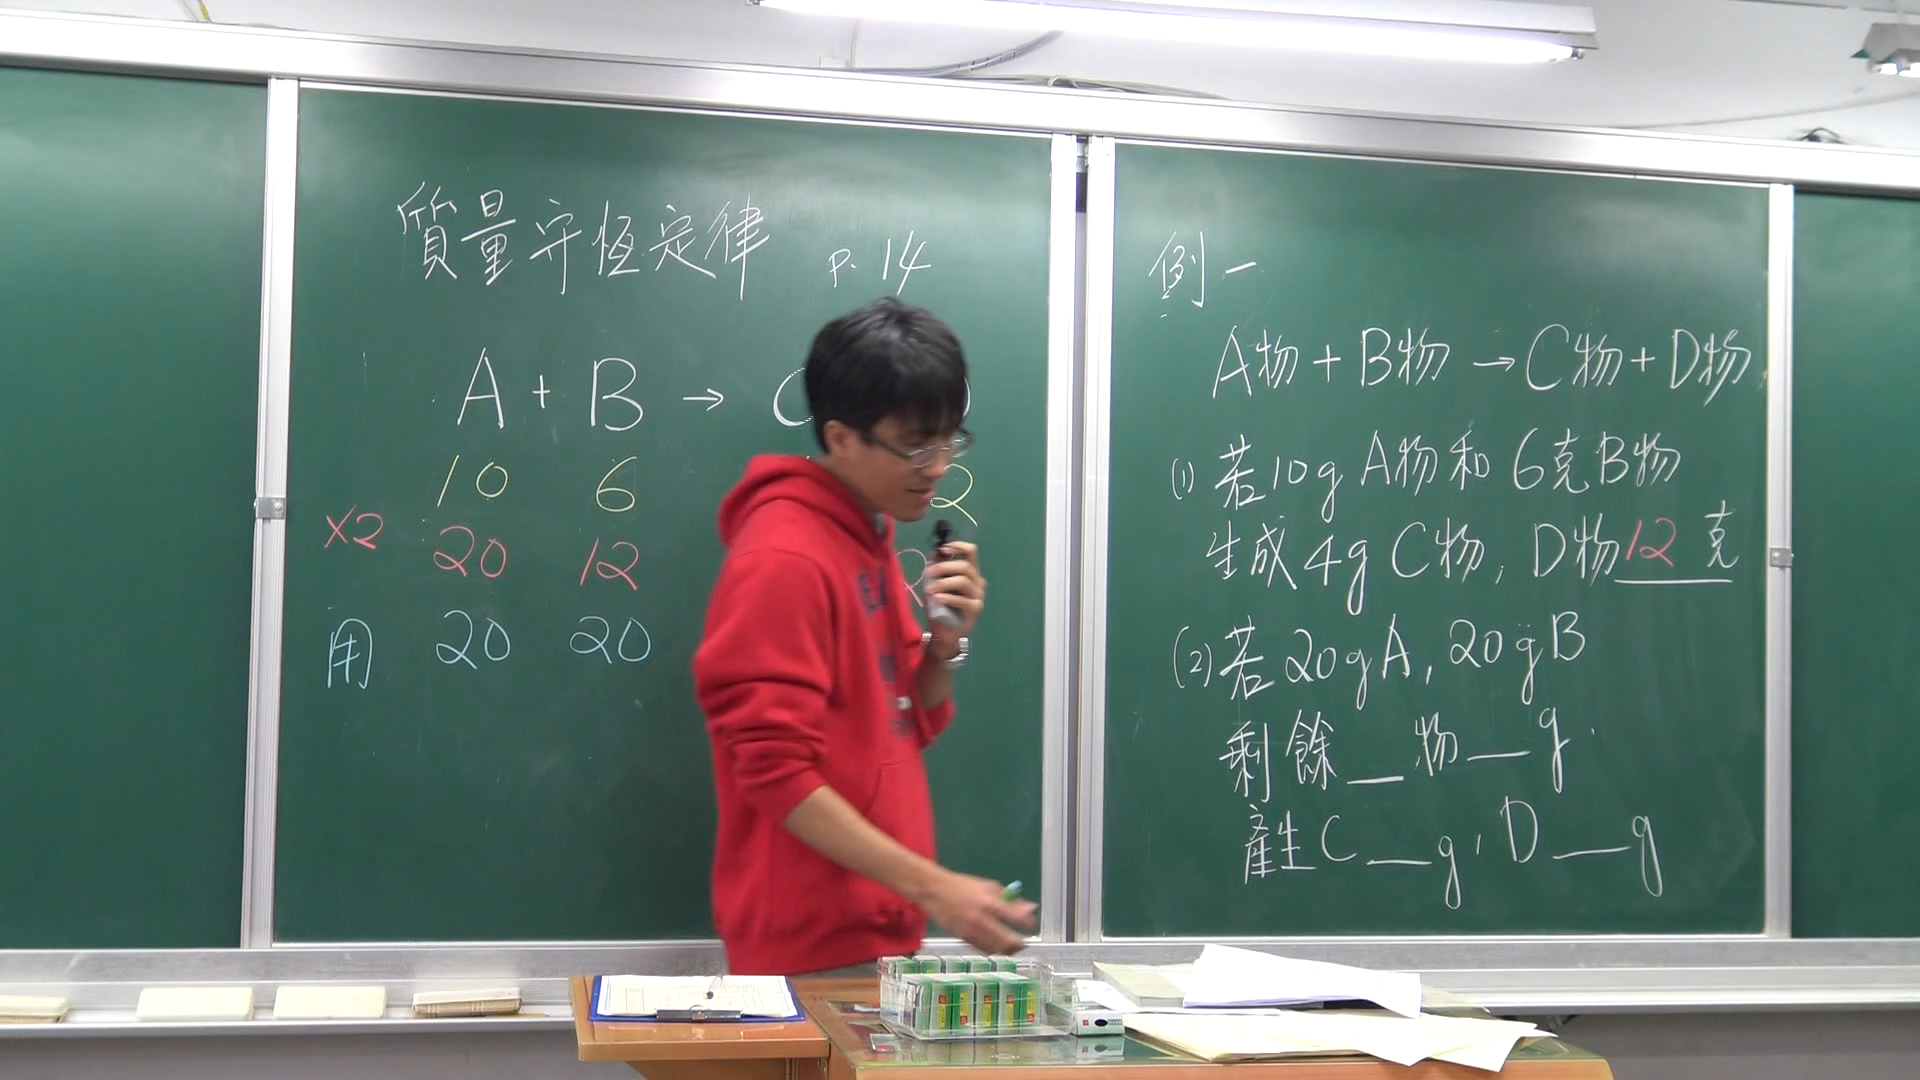 質量守恆定律 p.14
A + B → C
10 6 2
×2 20 12 2
用 20 20
例一
A物+B物→C物+D物
(1) 若10g A物和6克B物
生成4g C物, D物12克
(2) 若20gA, 20gB
剩餘__物__g.
產生C__g, D__g